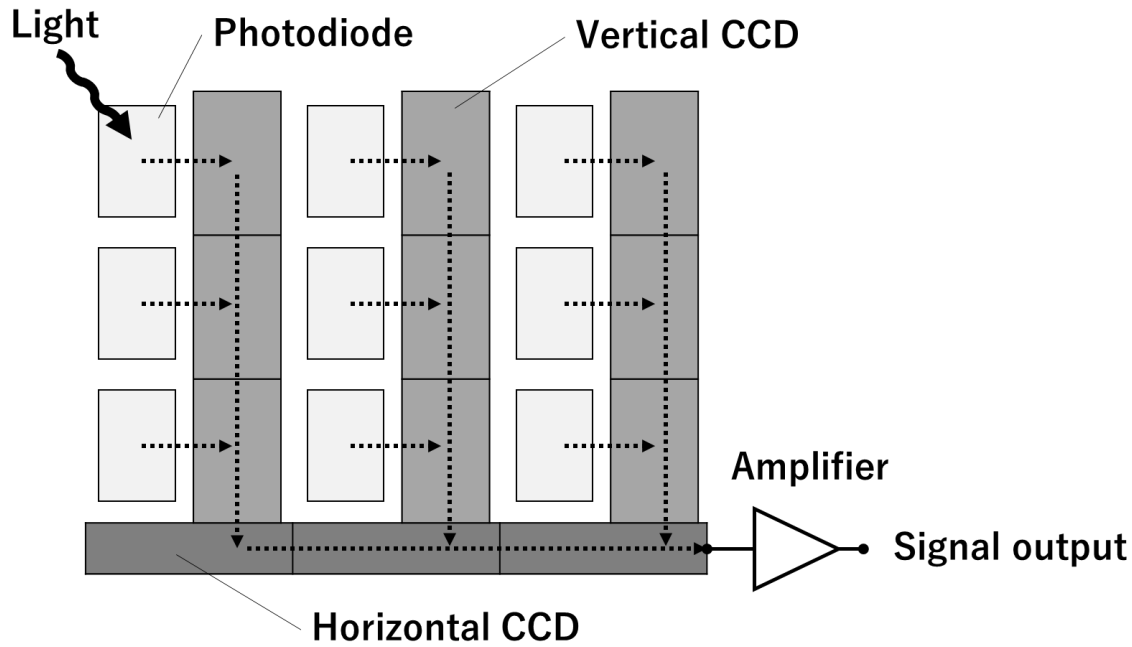 Light
Photodiode
Vertical CCD
Amplifier
Signal output
Horizontal CCD